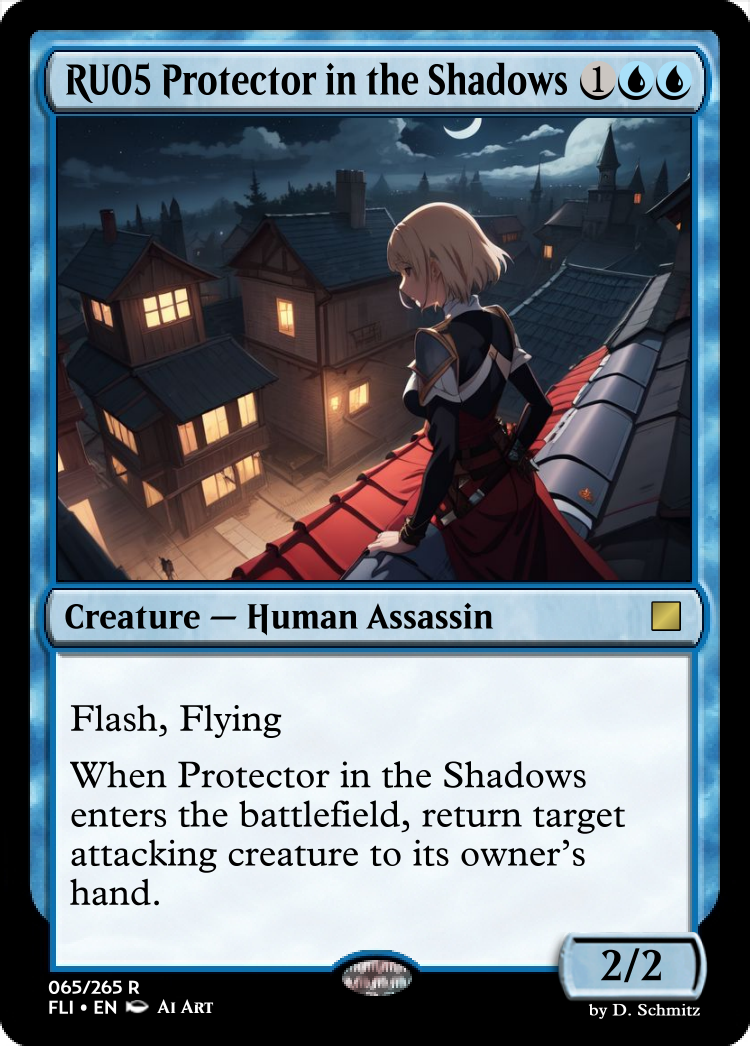 RU05 Protector in the Shadows 1
Creature — Human Assassin
Flash, Flying
When Protector in the Shadows
enters the battlefield, return target
attacking creature to its owner's
hand.
2/2
065/265 R
FLI • EN AI ART
by D. Schmitz